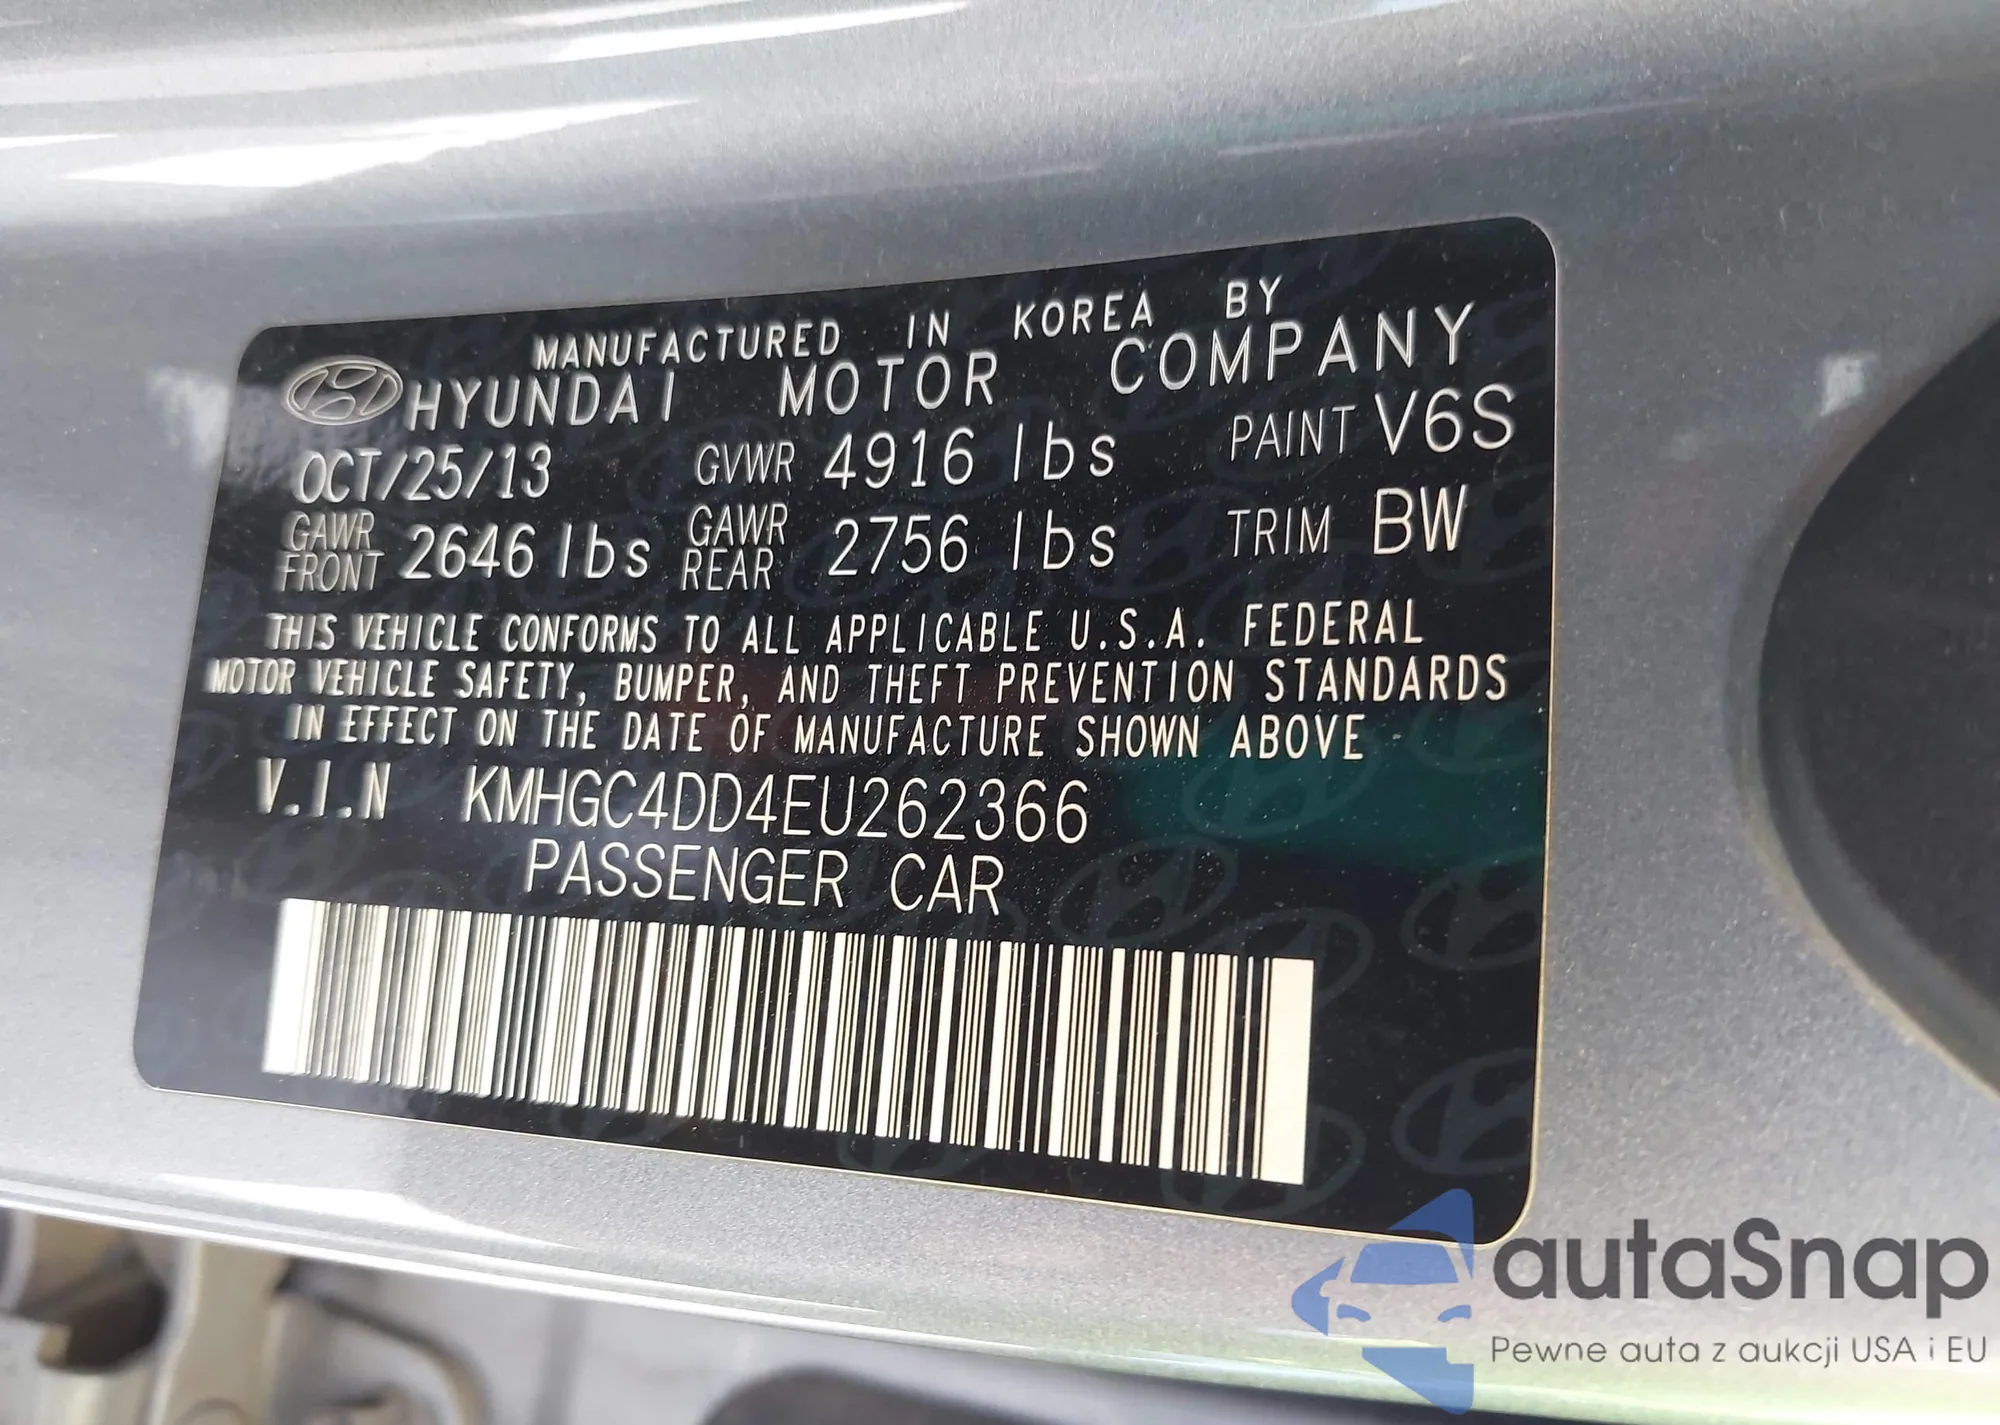 MANUFACTURED IN KOREA BY
HYUNDAI MOTOR COMPANY
OCT/25/13 GVWR 4916 lbs PAINT V6S
GAWR FRONT 2646 lbs GAWR REAR 2756 lbs TRIM BW
THIS VEHICLE CONFORMS TO ALL APPLICABLE U.S.A. FEDERAL
MOTOR VEHICLE SAFETY, BUMPER, AND THEFT PREVENTION STANDARDS
IN EFFECT ON THE DATE OF MANUFACTURE SHOWN ABOVE
V.I.N KMHGC4DD4EU262366
PASSENGER CAR
autaSnap
Pewne auta z aukcji USA i EU